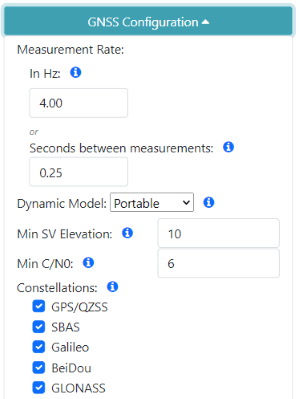 GNSS Configuration
Measurement Rate:
In Hz:
4.00
or
Seconds between measurements:
0.25
Dynamic Model: Portable
Min SV Elevation: 10
Min C/N0: 6
Constellations:
GPS/QZSS
SBAS
Galileo
BeiDou
GLONASS